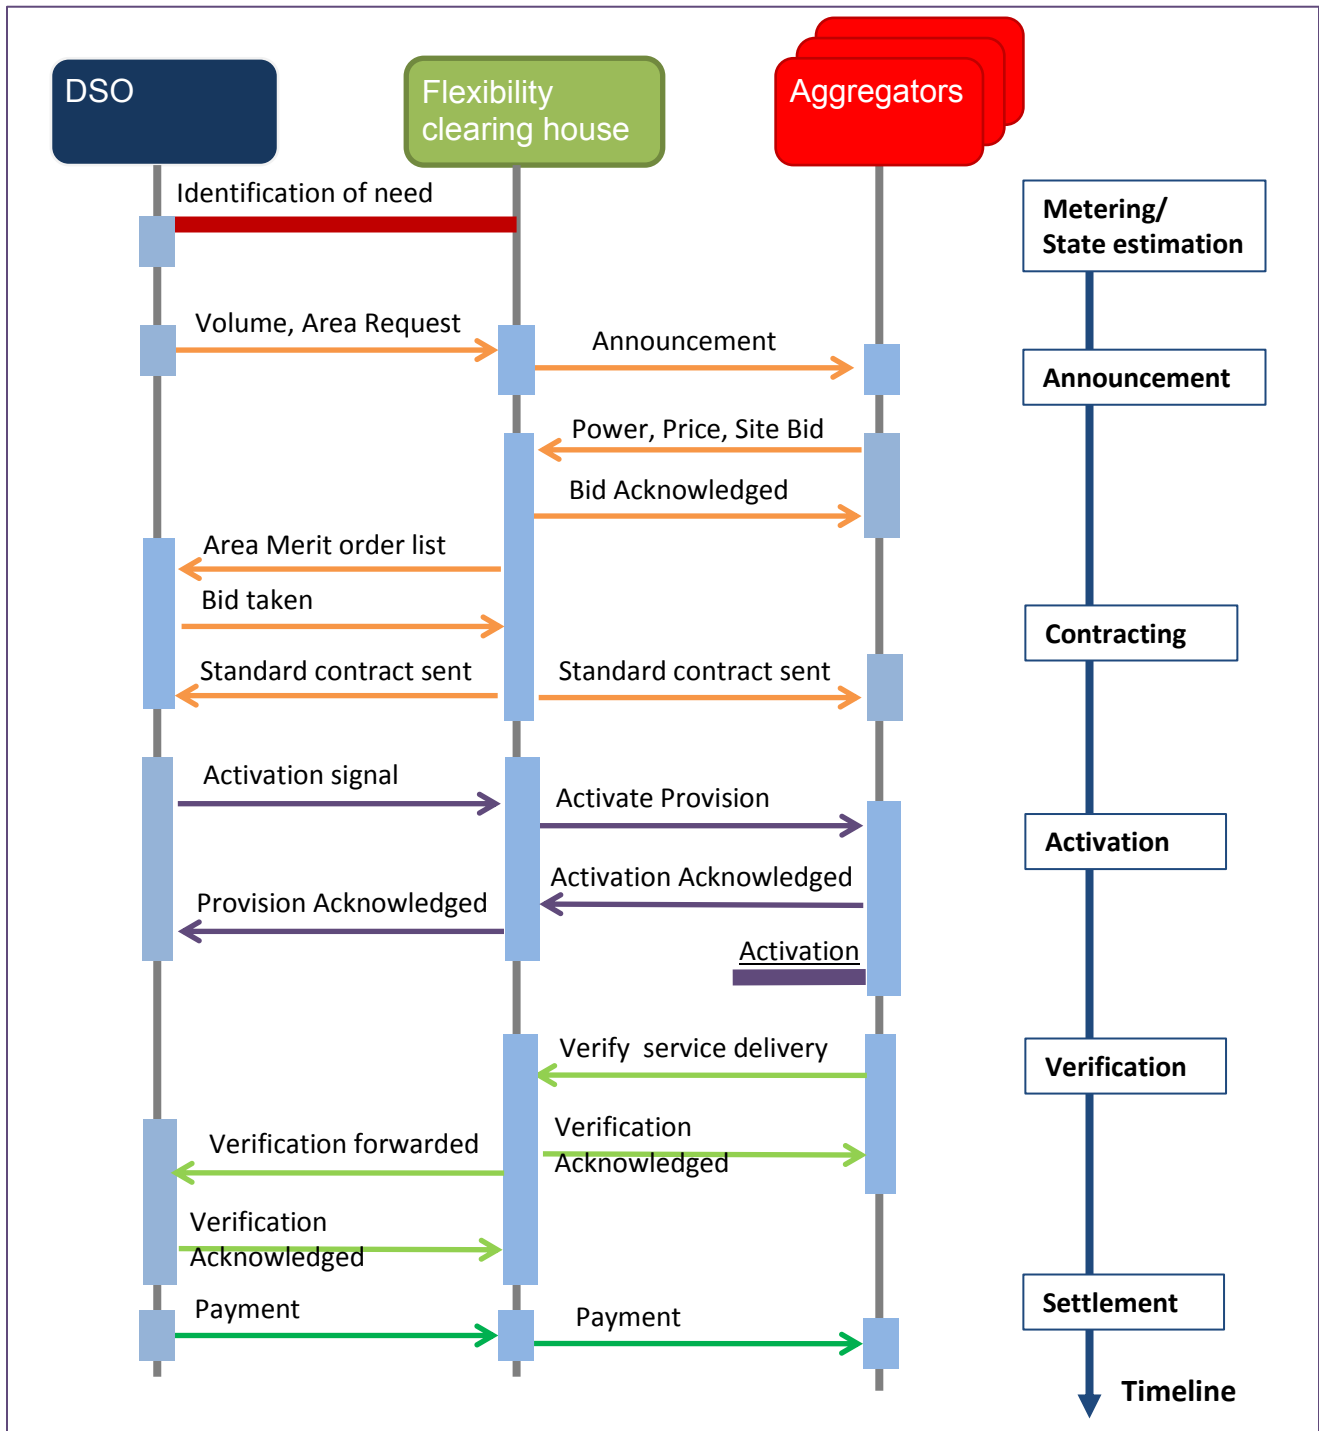 DSO
Flexibility
clearing house
Aggregators
Identification of need
Metering/
State estimation
Volume, Area Request
Announcement
Announcement
Power, Price, Site Bid
Bid Acknowledged
Area Merit order list
Bid taken
Contracting
Standard contract sent
Standard contract sent
Activation signal
Activate Provision
Activation
Activation Acknowledged
Provision Acknowledged
Activation
Verify  service delivery
Verification
Verification forwarded
Verification
Acknowledged
Verification
Acknowledged
Payment
Payment
Settlement
Timeline